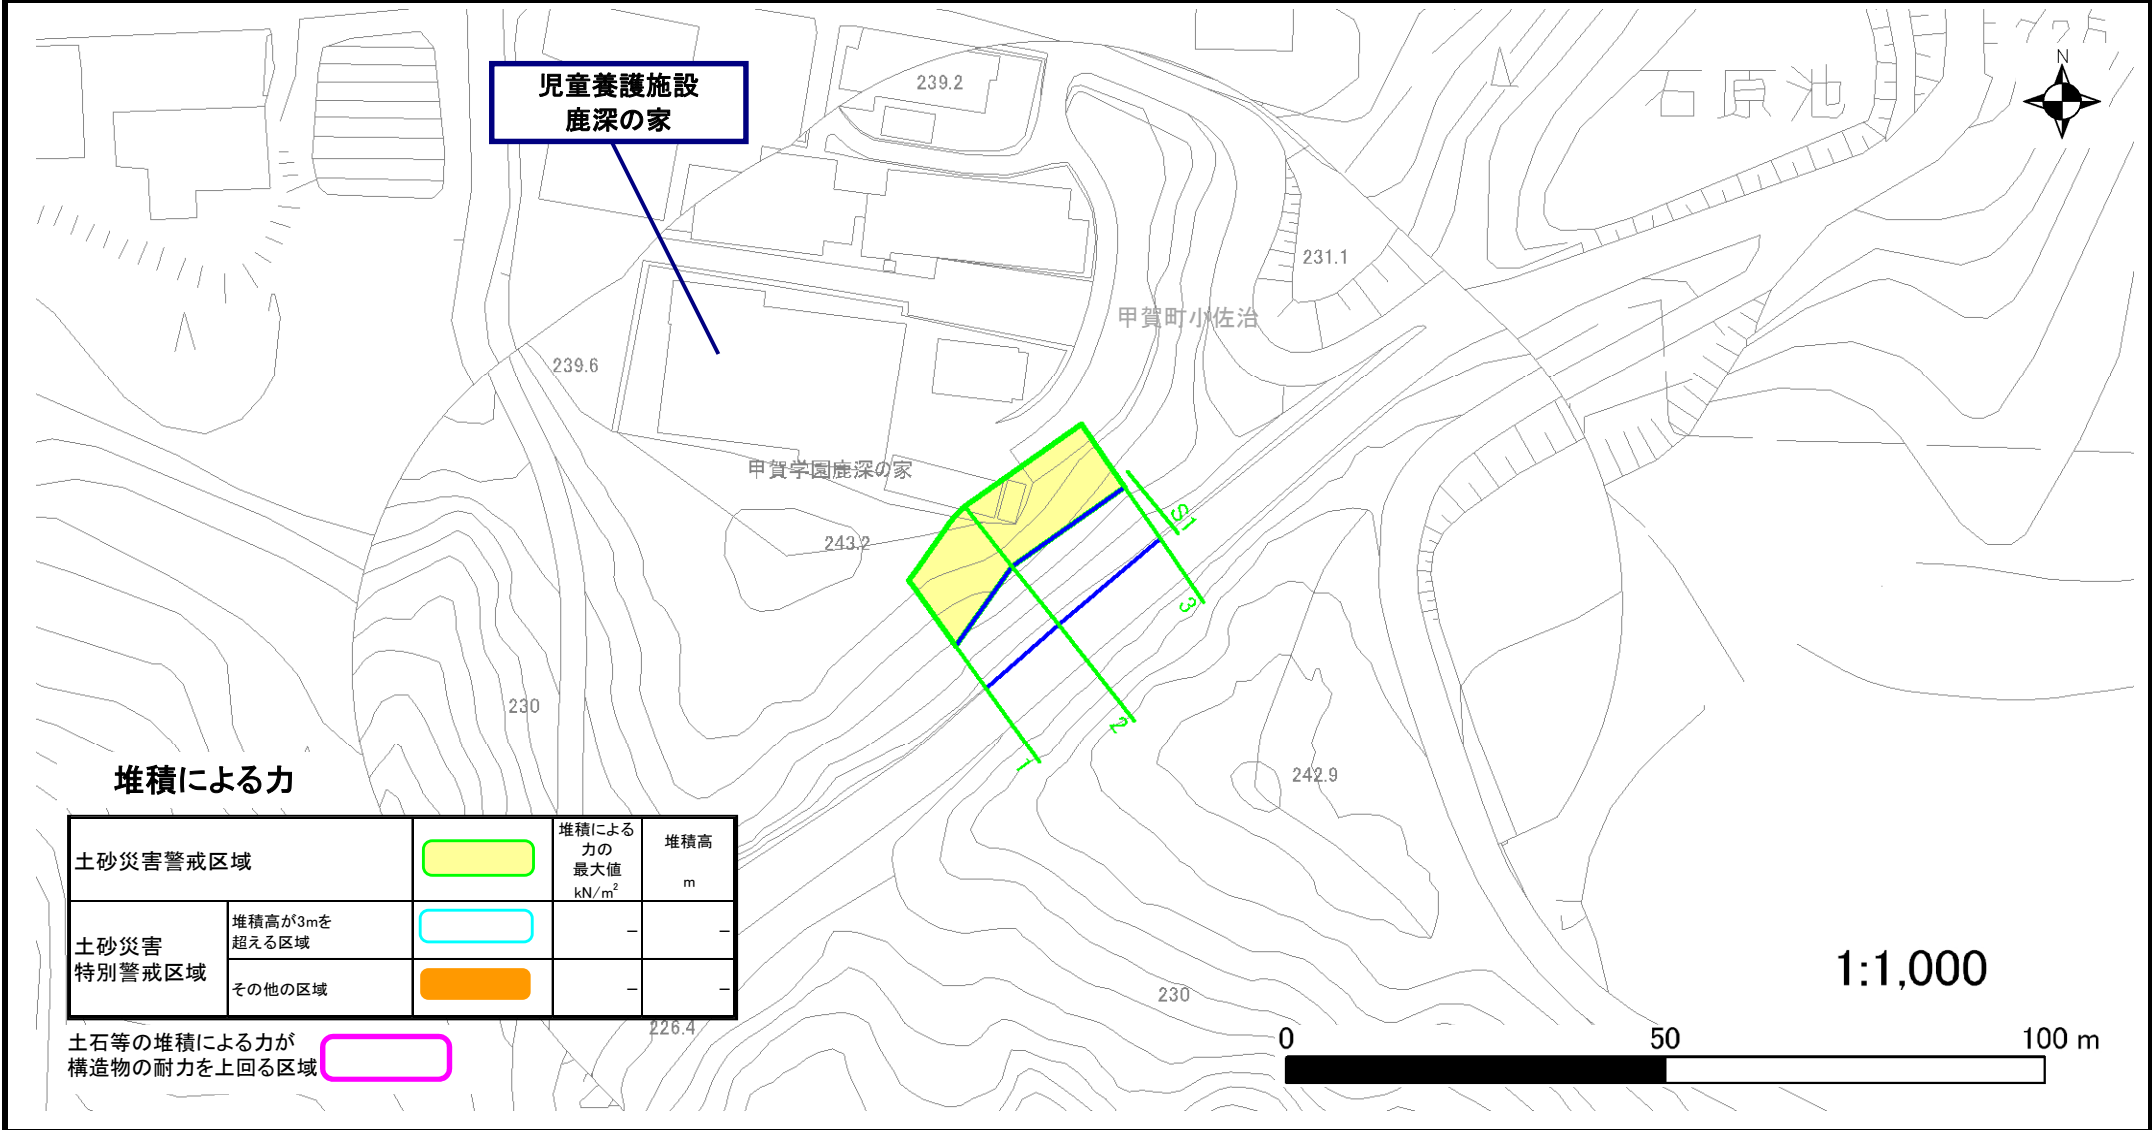 児童養護施設
鹿深の家
239.2
石原池
N
231.1
甲賀町小佐治
239.6
甲賀学園鹿深の家
243.2
S1
3
2
1
230
242.9
230
226.4
堆積による力
土砂災害警戒区域
堆積による
力の
最大値
kN/m²
堆積高
m
土砂災害
特別警戒区域
堆積高が3mを
超える区域
－
－
その他の区域
－
－
土石等の堆積による力が
構造物の耐力を上回る区域
1:1,000
0 50 100 m